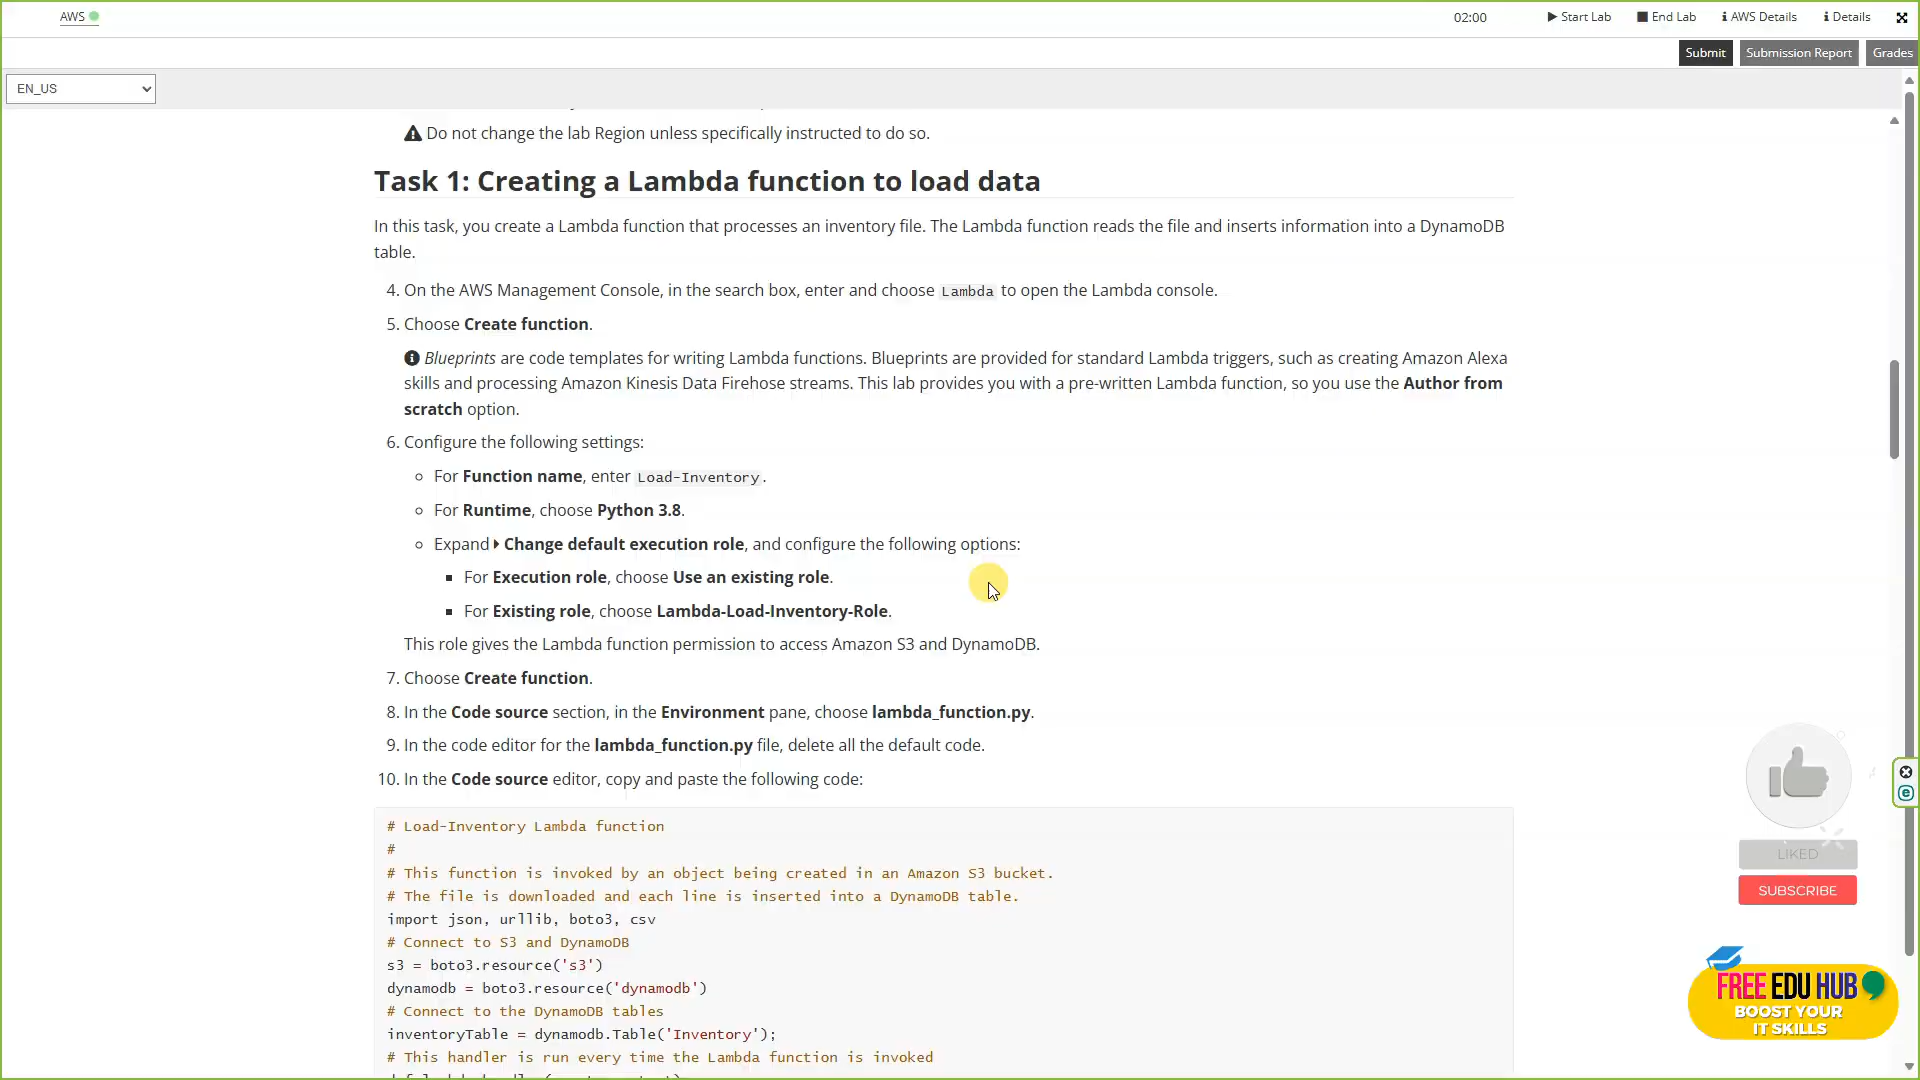 AWS
02:00
Start Lab
End Lab
AWS Details
Details
Submit
Submission Report
Grades
EN_US
Do not change the lab Region unless specifically instructed to do so.
Task 1: Creating a Lambda function to load data
In this task, you create a Lambda function that processes an inventory file. The Lambda function reads the file and inserts information into a DynamoDB
table.
4. On the AWS Management Console, in the search box, enter and choose Lambda to open the Lambda console.
5. Choose Create function.
Blueprints are code templates for writing Lambda functions. Blueprints are provided for standard Lambda triggers, such as creating Amazon Alexa
skills and processing Amazon Kinesis Data Firehose streams. This lab provides you with a pre-written Lambda function, so you use the Author from
scratch option.
6. Configure the following settings:
For Function name, enter Load-Inventory.
For Runtime, choose Python 3.8.
Expand Change default execution role, and configure the following options:
For Execution role, choose Use an existing role.
For Existing role, choose Lambda-Load-Inventory-Role.
This role gives the Lambda function permission to access Amazon S3 and DynamoDB.
7. Choose Create function.
8. In the Code source section, in the Environment pane, choose lambda_function.py.
9. In the code editor for the lambda_function.py file, delete all the default code.
10. In the Code source editor, copy and paste the following code:
# Load-Inventory Lambda function
#
# This function is invoked by an object being created in an Amazon S3 bucket.
# The file is downloaded and each line is inserted into a DynamoDB table.
import json, urllib, boto3, csv
# Connect to S3 and DynamoDB
s3 = boto3.resource('s3')
dynamodb = boto3.resource('dynamodb')
# Connect to the DynamoDB tables
inventoryTable = dynamodb.Table('Inventory');
# This handler is run every time the Lambda function is invoked
LIKED
SUBSCRIBE
FREE EDU HUB
BOOST YOUR
IT SKILLS